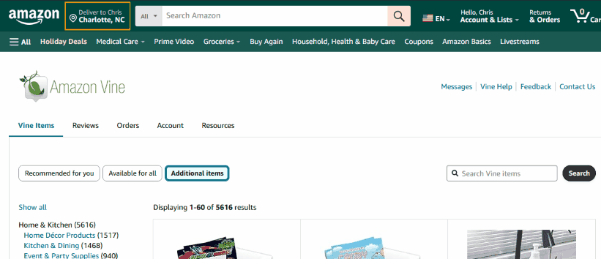 amazon
Deliver to Chris
Charlotte, NC
All
Search Amazon
EN
Hello, Chris
Account & Lists
Returns
& Orders
0
All
Holiday Deals
Medical Care
Prime Video
Groceries
Buy Again
Household, Health & Baby Care
Coupons
Amazon Basics
Livestreams
Amazon Vine
Messages | Vine Help | Feedback | Contact Us
Vine Items
Reviews
Orders
Account
Resources
Recommended for you
Available for all
Additional items
Search Vine items
Search
Show all
Displaying 1-60 of 5616 results
Home & Kitchen (5616)
Home Décor Products (1517)
Kitchen & Dining (1468)
Event & Party Supplies (940)